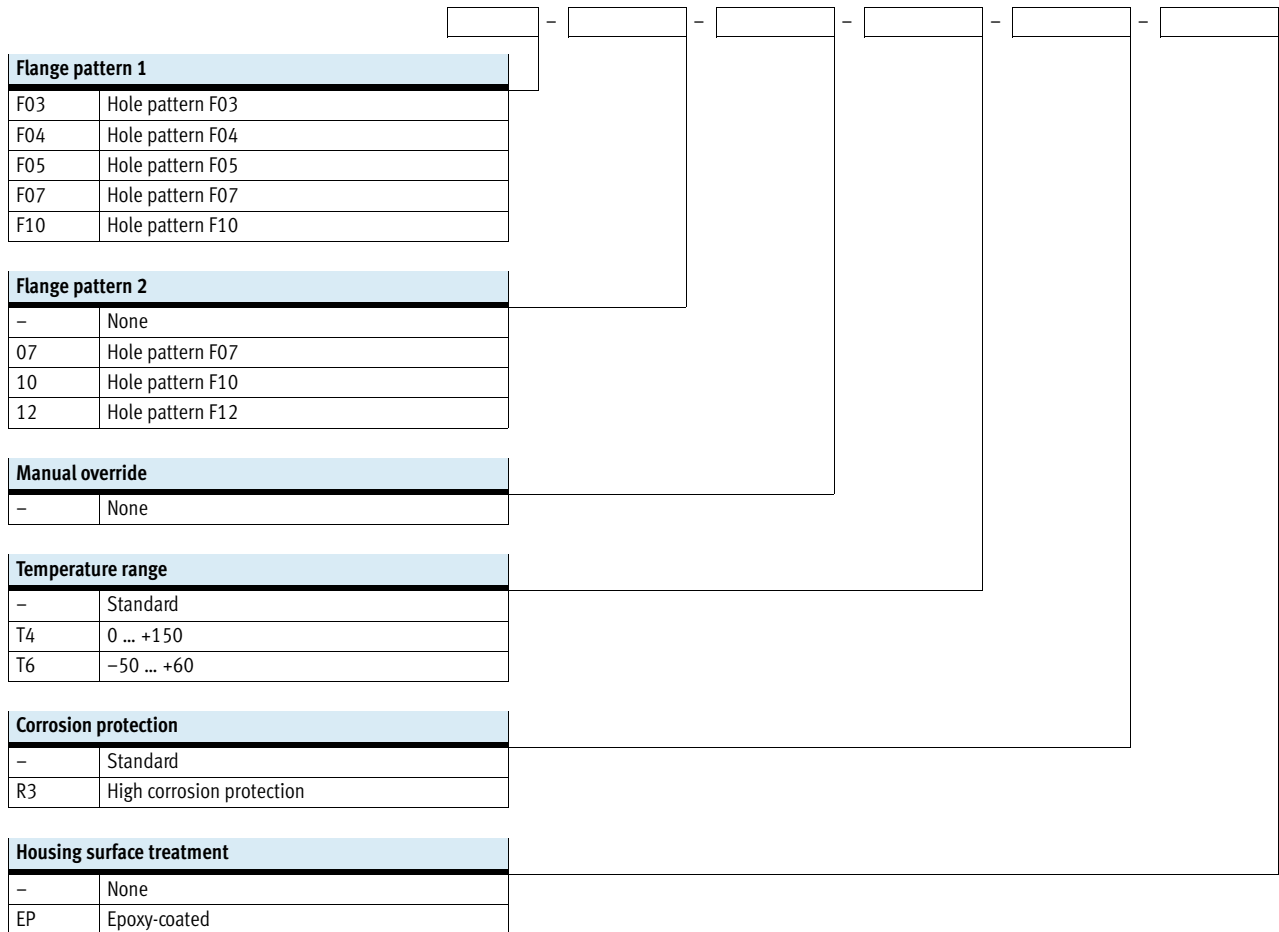 – – – – –
Flange pattern 1
F03 Hole pattern F03
F04 Hole pattern F04
F05 Hole pattern F05
F07 Hole pattern F07
F10 Hole pattern F10
Flange pattern 2
– None
07 Hole pattern F07
10 Hole pattern F10
12 Hole pattern F12
Manual override
– None
Temperature range
– Standard
T4 0 ... +150
T6 –50 ... +60
Corrosion protection
– Standard
R3 High corrosion protection
Housing surface treatment
– None
EP Epoxy-coated